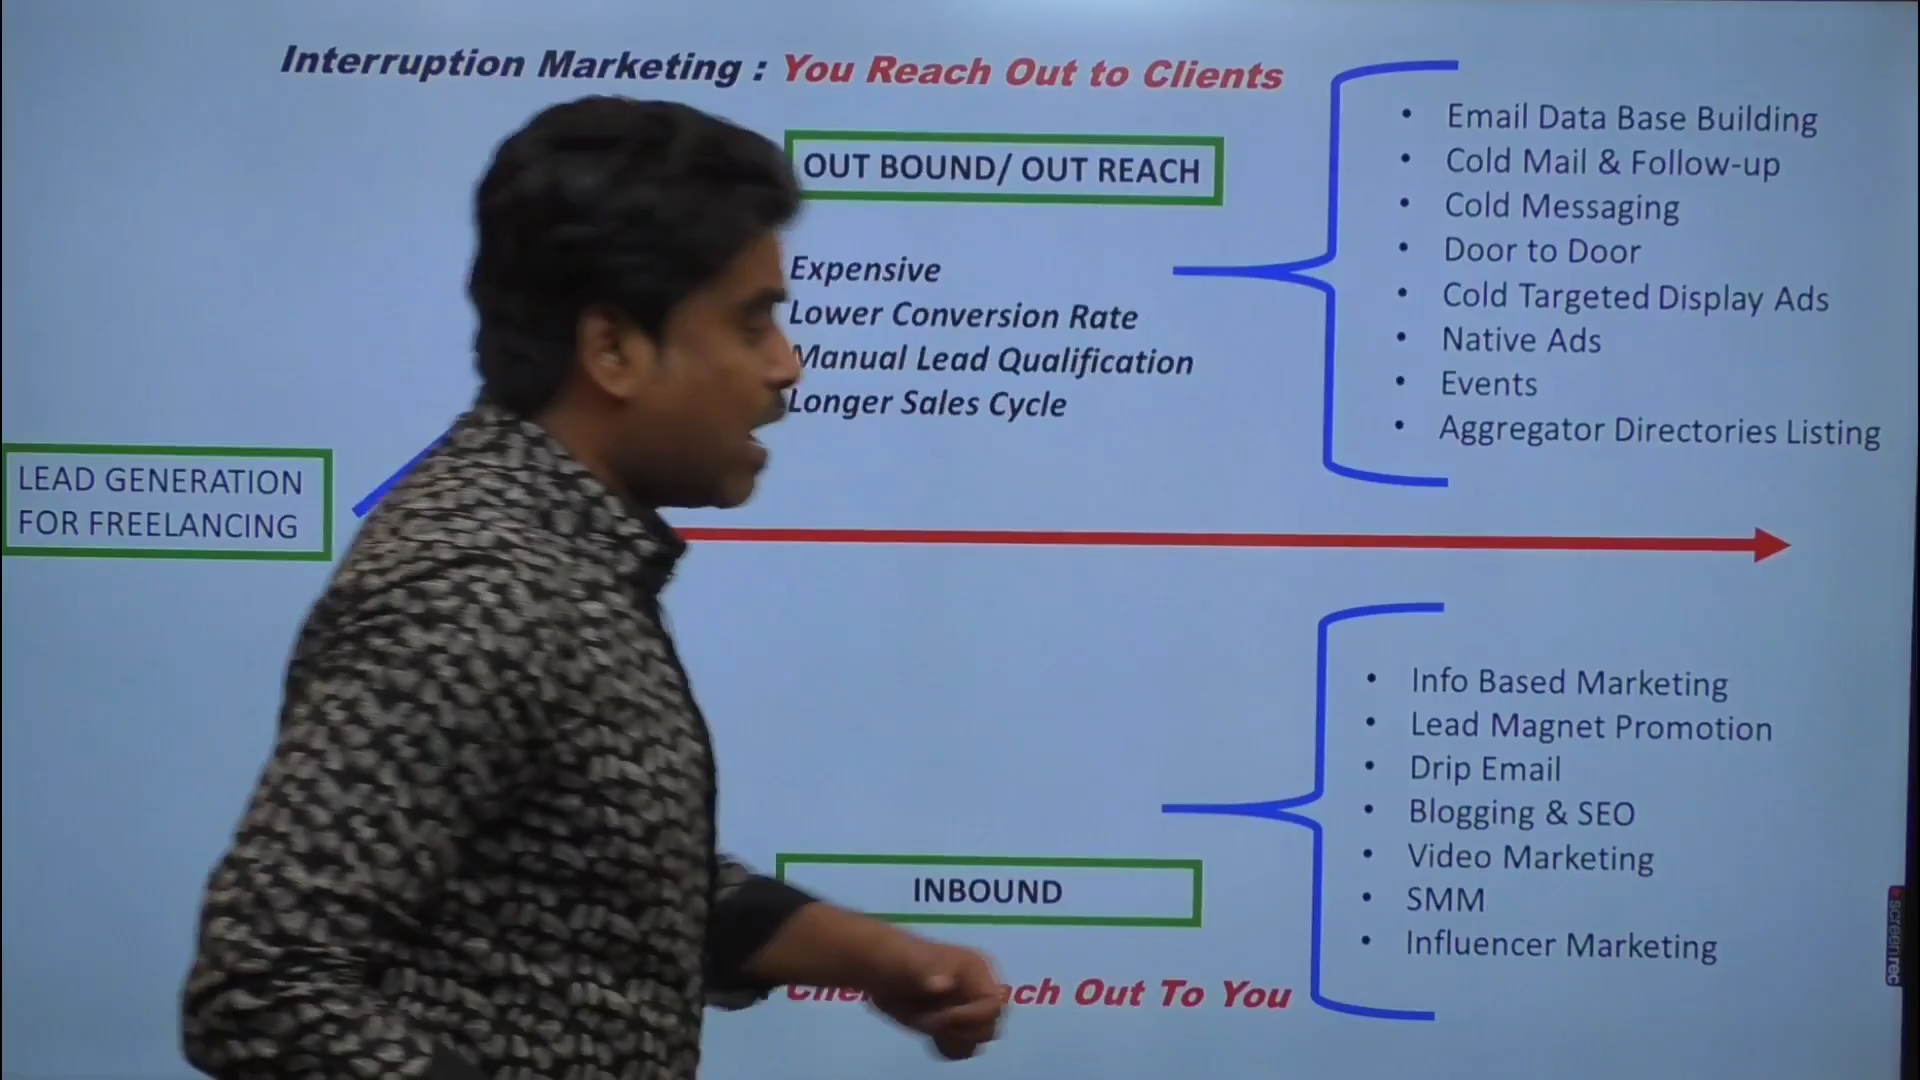 Interruption Marketing : You Reach Out to Clients
OUT BOUND/ OUT REACH
Expensive
Lower Conversion Rate
Manual Lead Qualification
Longer Sales Cycle
• Email Data Base Building
• Cold Mail & Follow-up
• Cold Messaging
• Door to Door
• Cold Targeted Display Ads
• Native Ads
• Events
• Aggregator Directories Listing
LEAD GENERATION
FOR FREELANCING
• Info Based Marketing
• Lead Magnet Promotion
• Drip Email
• Blogging & SEO
• Video Marketing
• SMM
• Influencer Marketing
INBOUND
Out To You
screenrec